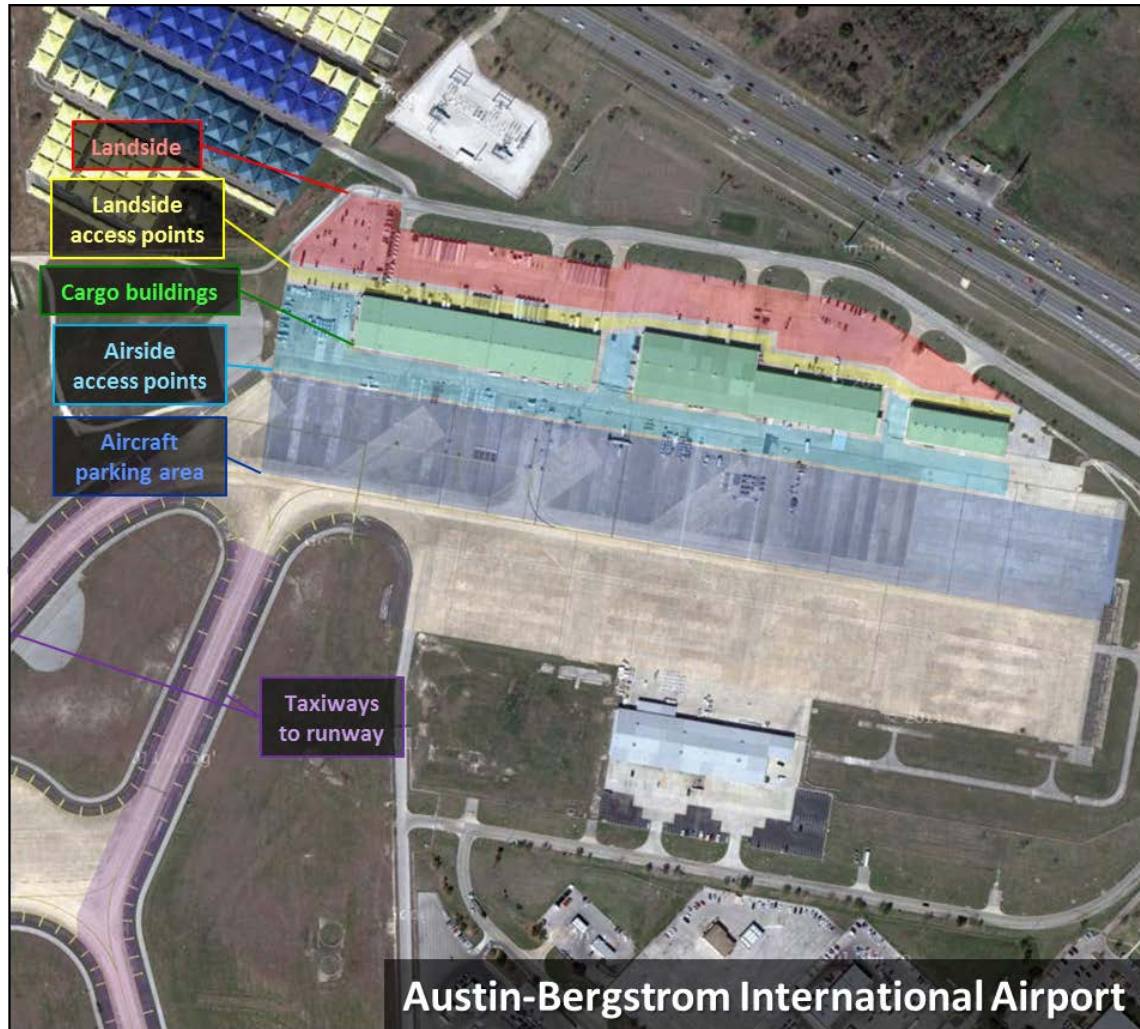 Landside
Landside
access points
Cargo buildings
Airside
access points
Aircraft
parking area
Taxiways
to runway
Austin-Bergstrom International Airport